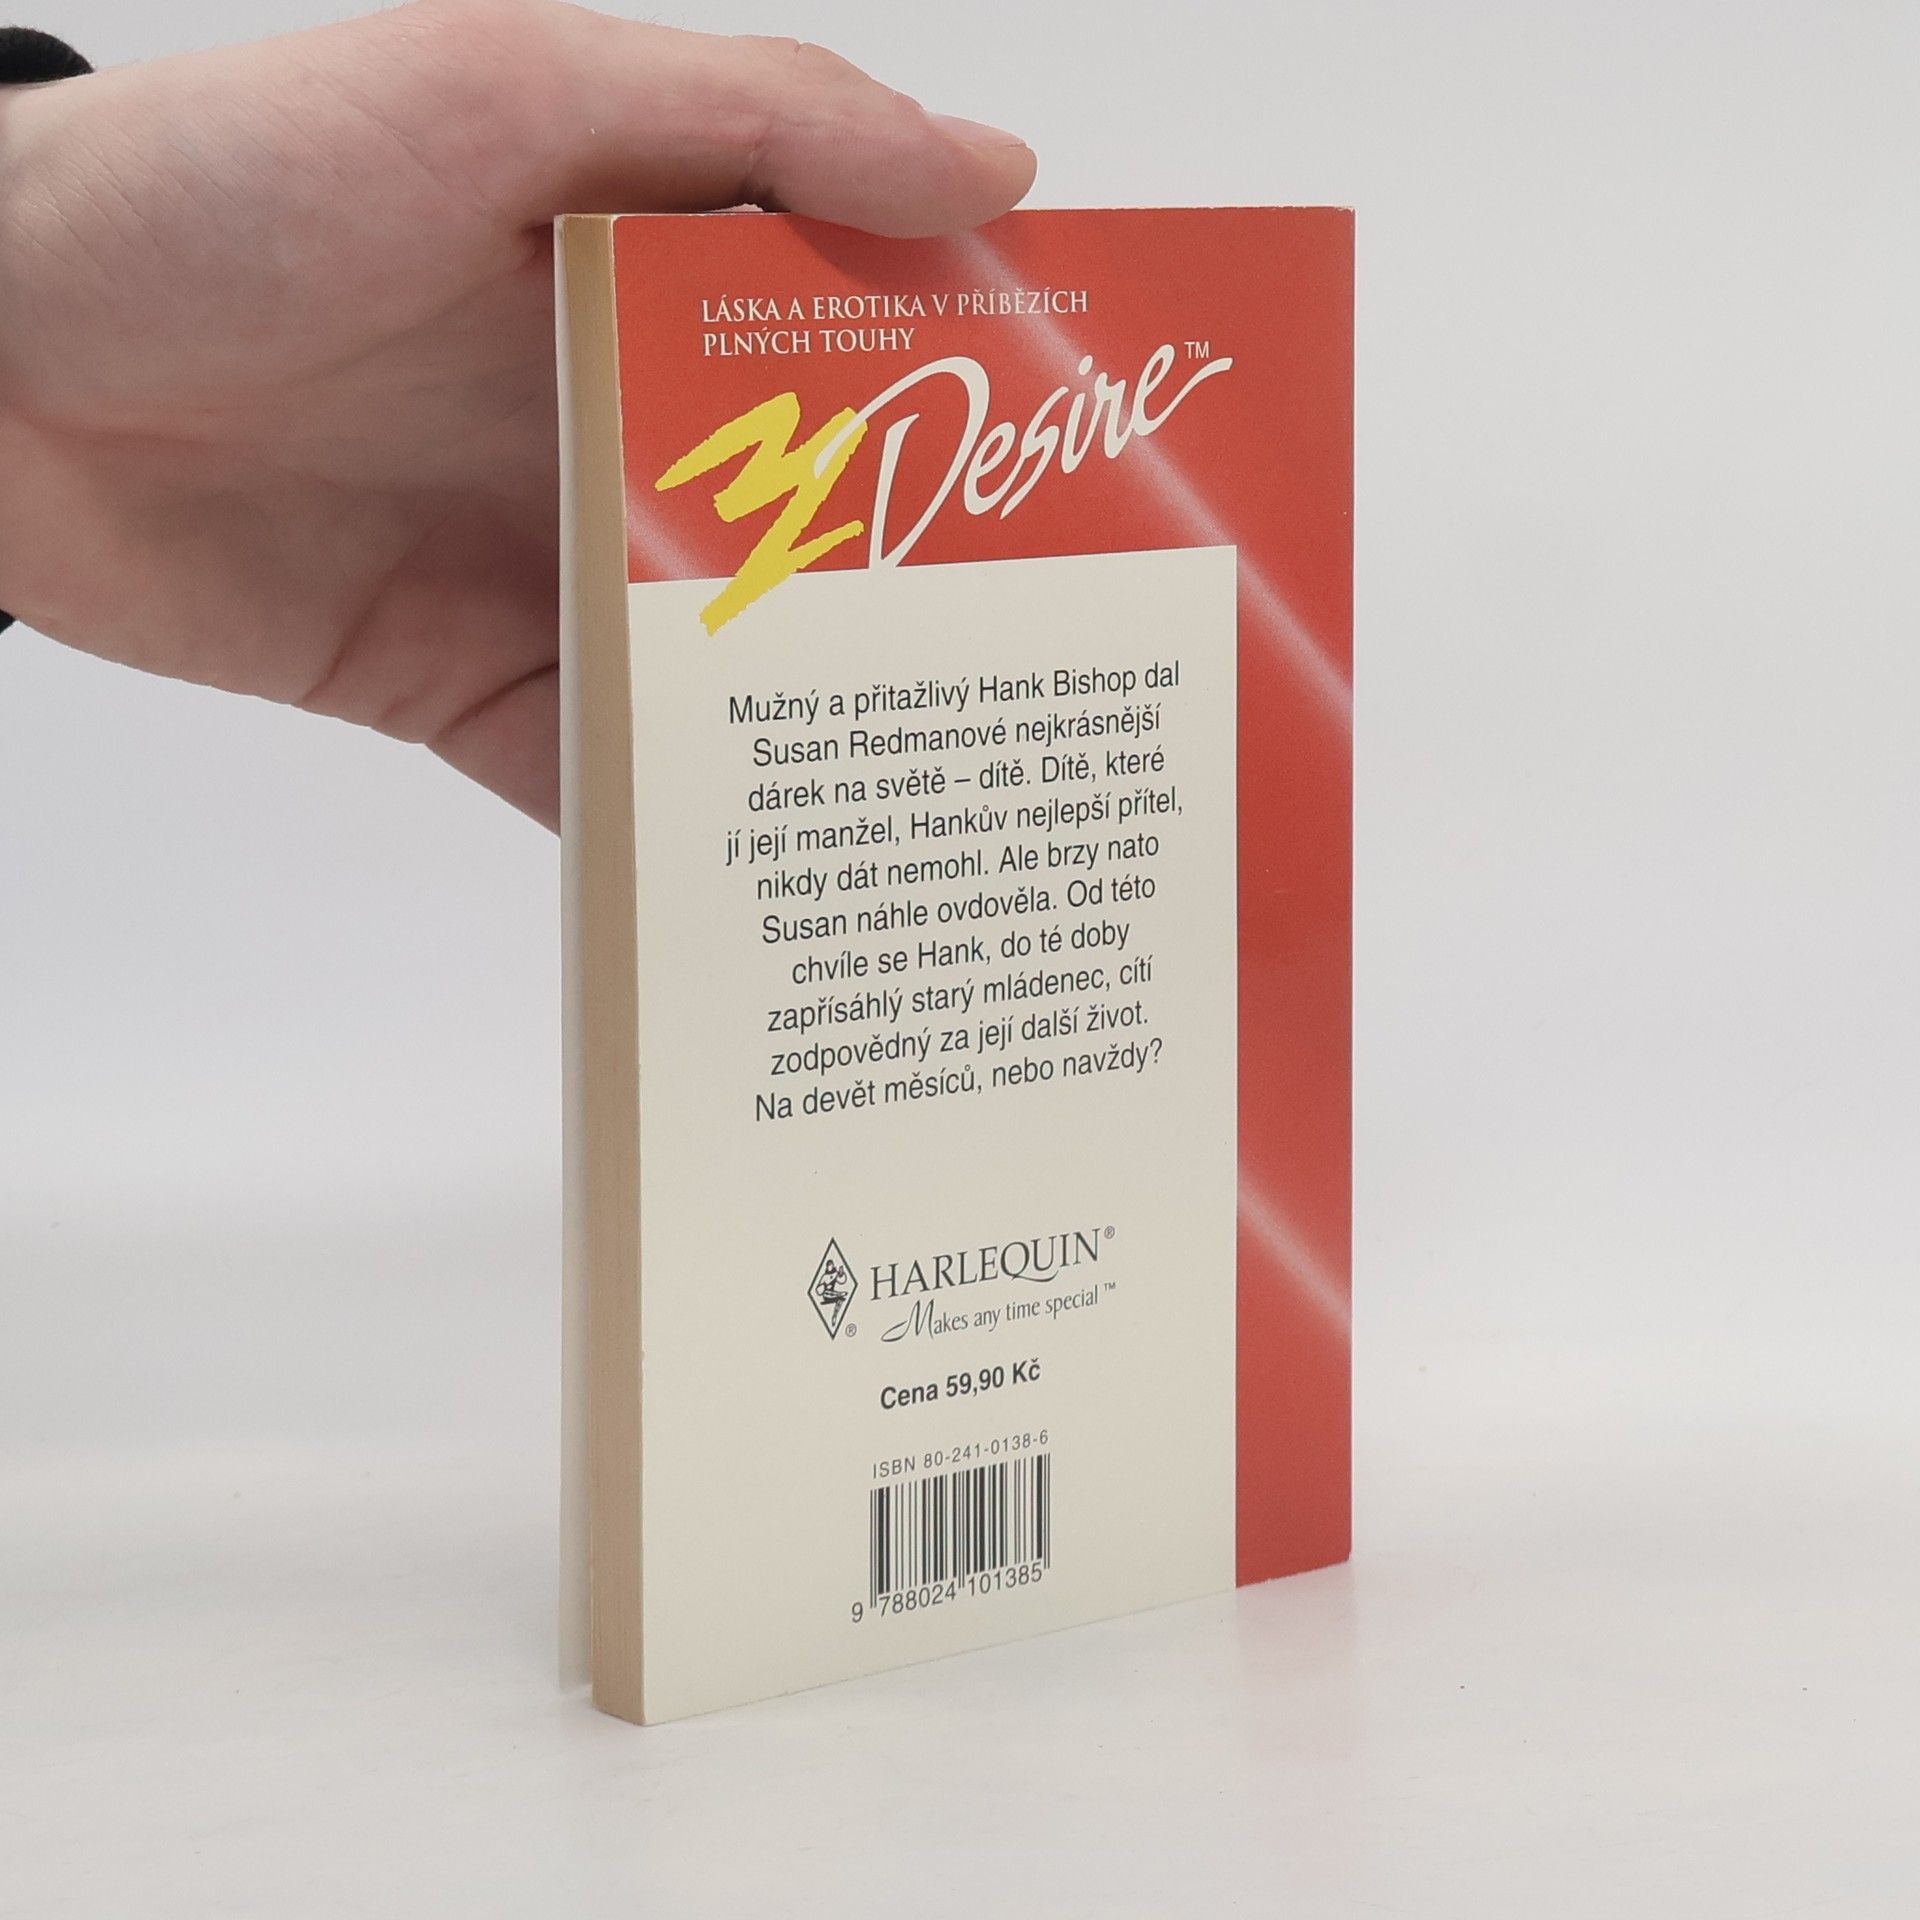 LÁSKA A EROTIKA V PŘÍBĚZÍCH
PLNÝCH TOUHY
Desire™
Mužný a přitažlivý Hank Bishop dal
Susan Redmanové nejkrásnější
dárek na světě – dítě. Dítě, které
jí její manžel, Hankův nejlepší přítel,
nikdy dát nemohl. Ale brzy nato
Susan náhle ovdověla. Od této
chvíle se Hank, do té doby
zapřísáhlý starý mládenec, cítí
zodpovědný za její další život.
Na devět měsíců, nebo navždy?
HARLEQUIN®
®
Makes any time special™
Cena 59,90 Kč
ISBN 80-241-0138-6
9 788024 101385